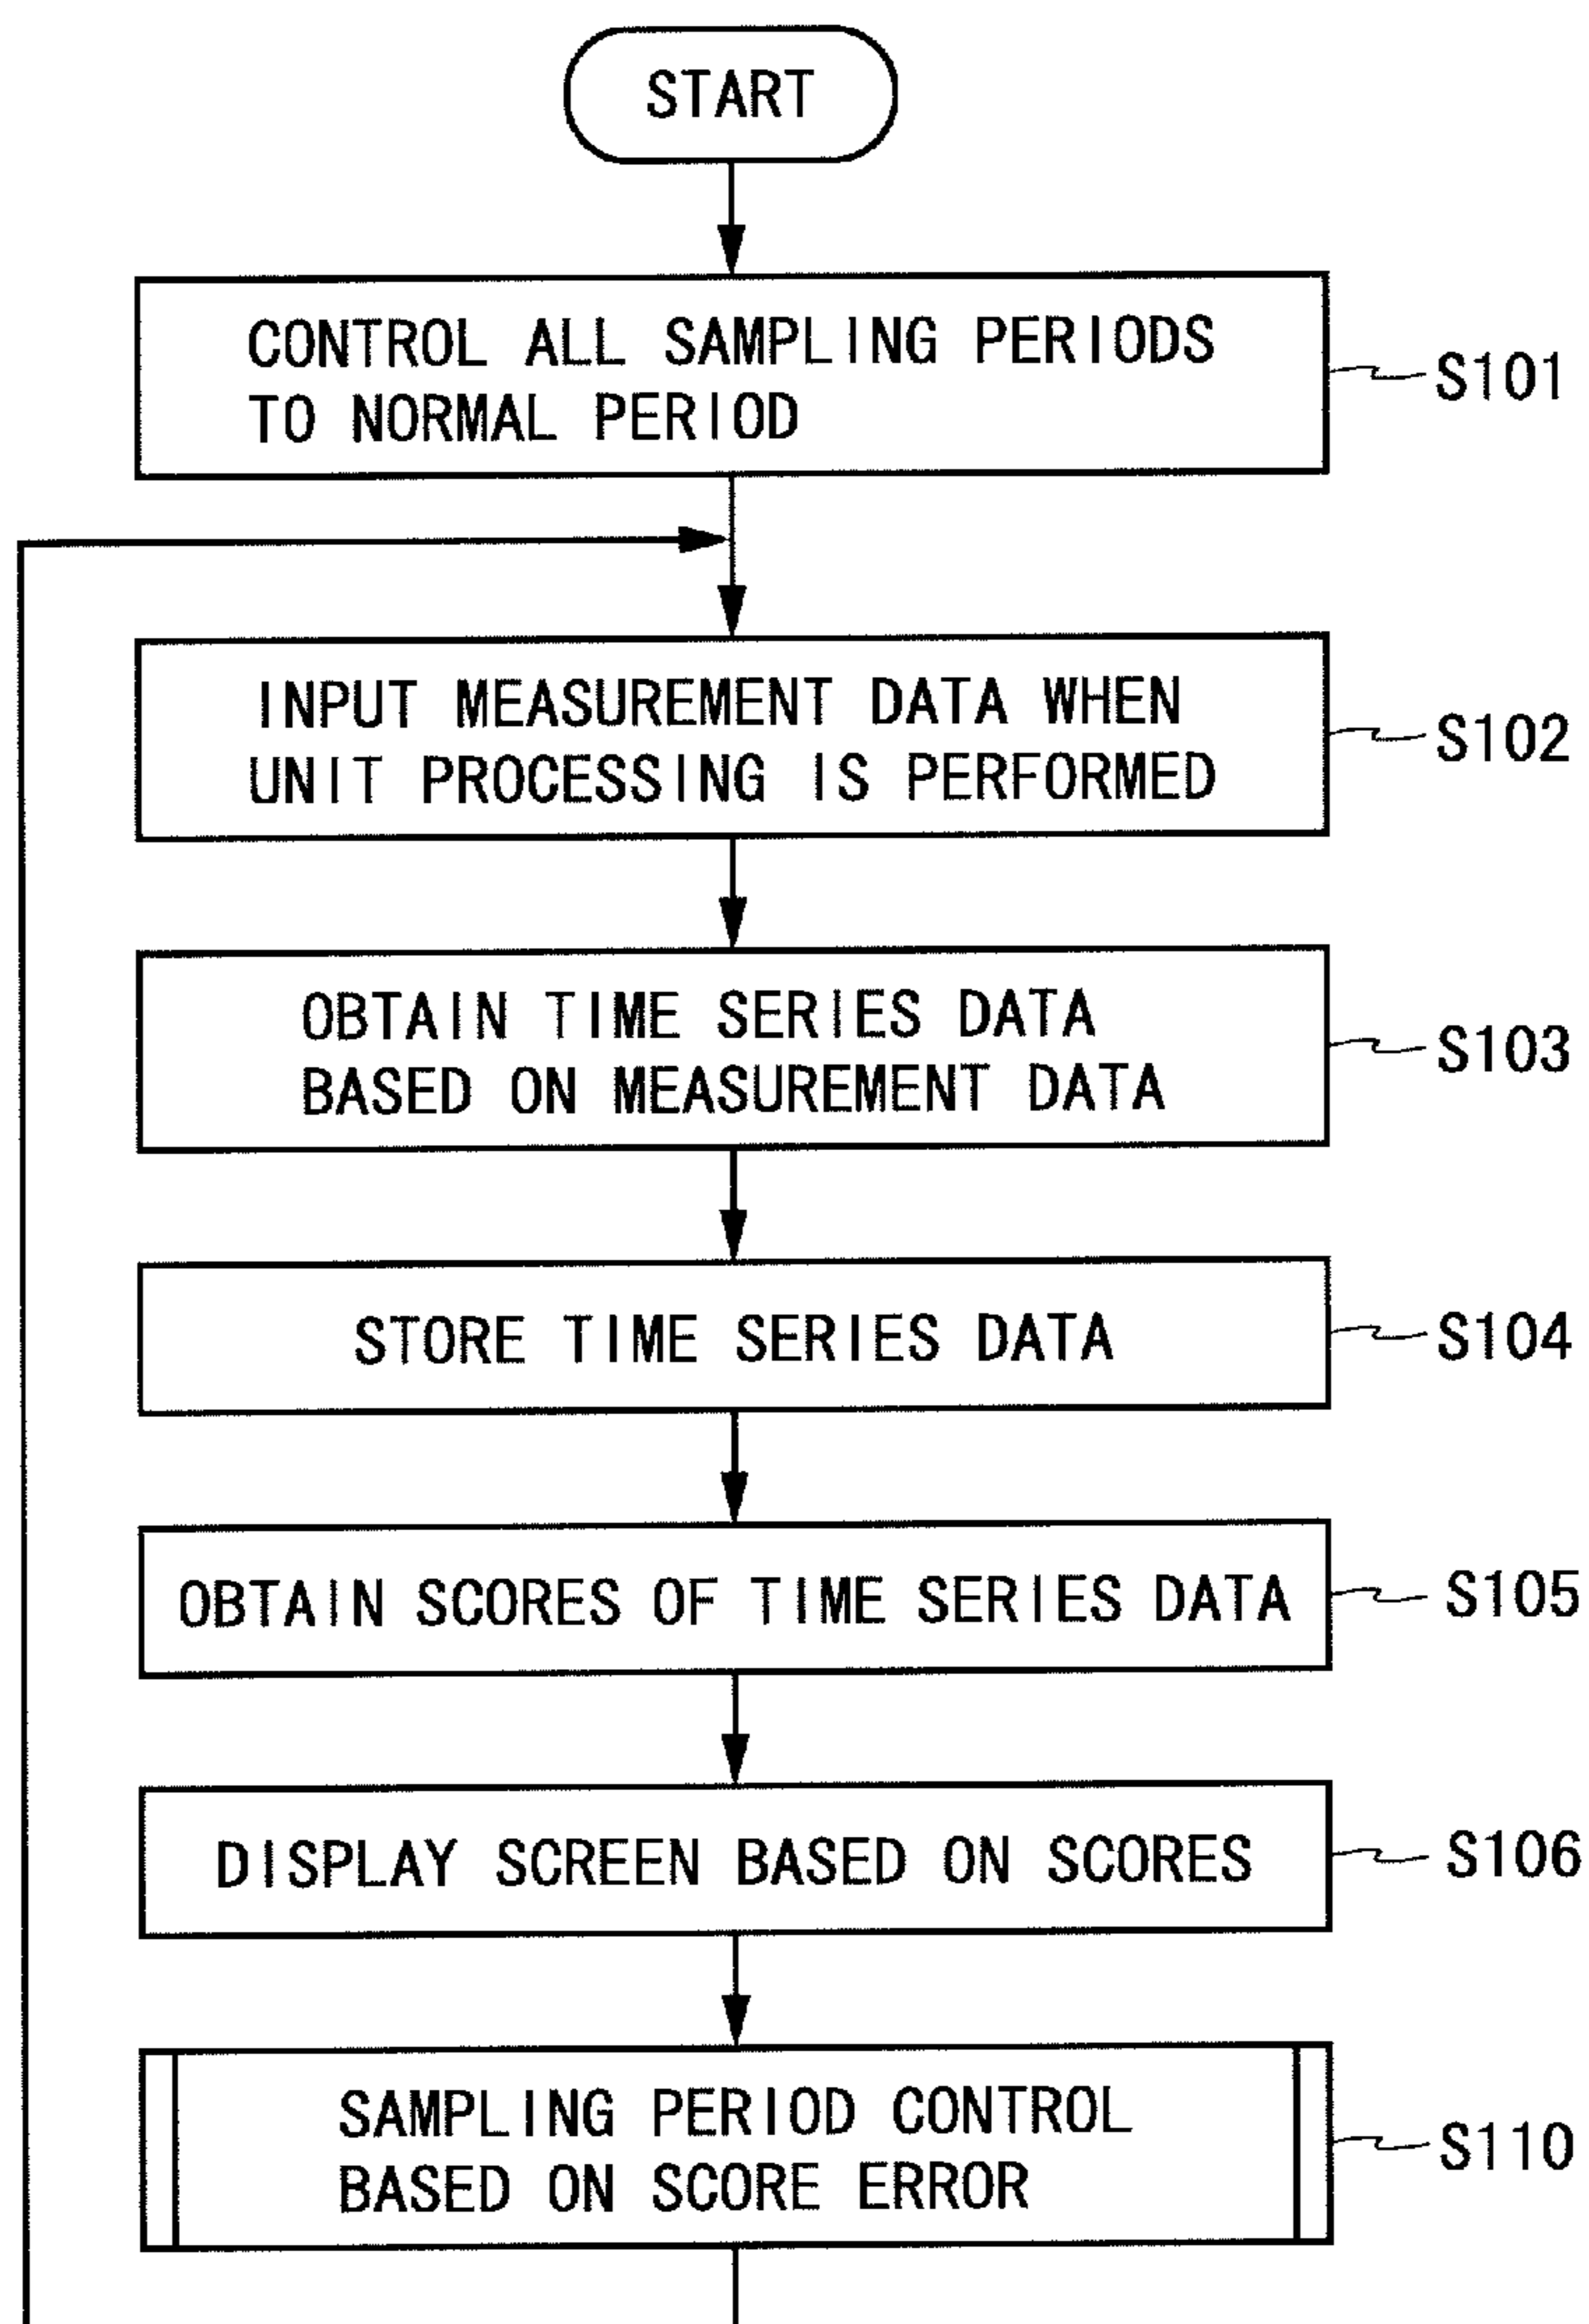 START
CONTROL ALL SAMPLING PERIODS
TO NORMAL PERIOD
S101
INPUT MEASUREMENT DATA WHEN
UNIT PROCESSING IS PERFORMED
S102
OBTAIN TIME SERIES DATA
BASED ON MEASUREMENT DATA
S103
STORE TIME SERIES DATA
S104
OBTAIN SCORES OF TIME SERIES DATA
S105
DISPLAY SCREEN BASED ON SCORES
S106
SAMPLING PERIOD CONTROL
BASED ON SCORE ERROR
S110